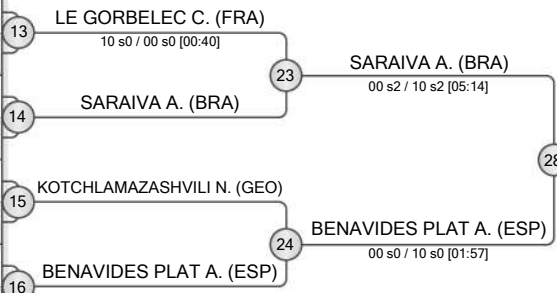 LE GORBELEC C. (FRA)
13
10 s0 / 00 s0 [00:40]
23
SARAIVA A. (BRA)
00 s2 / 10 s2 [05:14]
SARAIVA A. (BRA)
14
28
KOTCHLAMAZASHVILI N. (GEO)
15
BENAVIDES PLAT A. (ESP)
24
00 s0 / 10 s0 [01:57]
BENAVIDES PLAT A. (ESP)
16